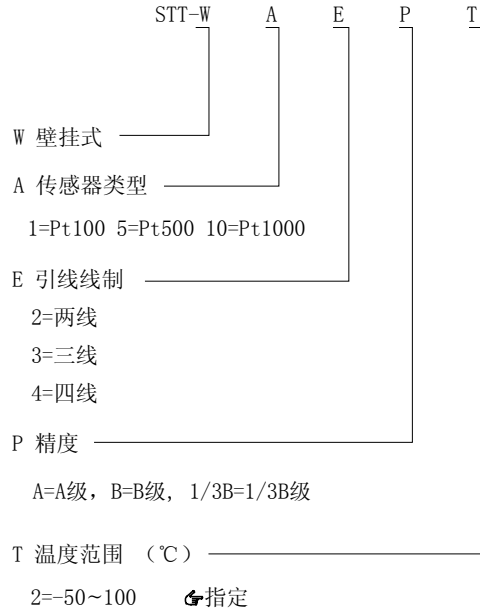 STT-W A E P T
W 壁挂式
A 传感器类型
1=Pt100 5=Pt500 10=Pt1000
E 引线线制
2=两线
3=三线
4=四线
P 精度
A=A级，B=B级, 1/3B=1/3B级
T 温度范围 （℃）
2=-50~100 ☞指定